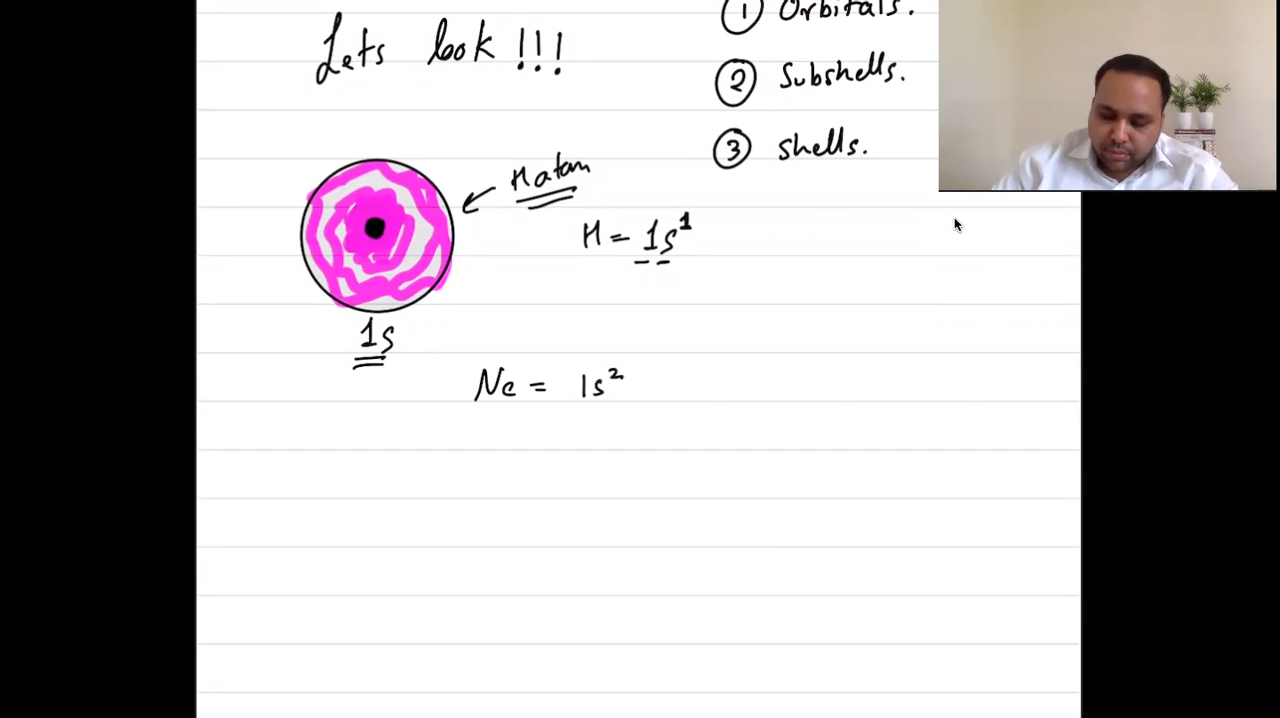 ① Orbitals.
Lets look !!!
② Subshells.
③ shells.
H atom
H = 1s¹
1s
Ne = 1s²